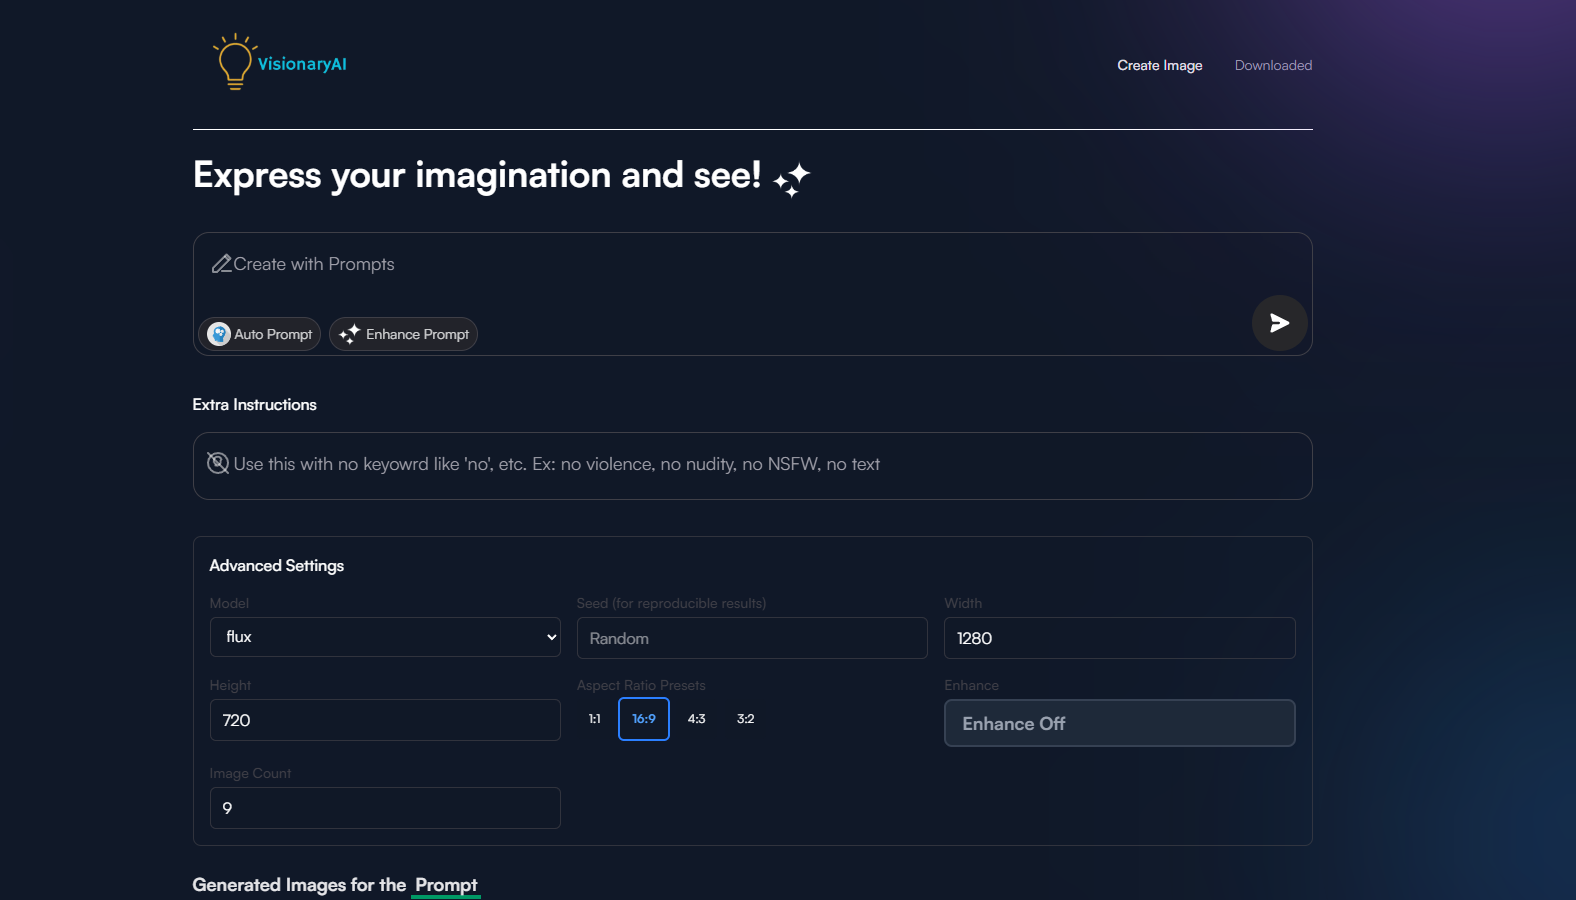 VisionaryAI
Create Image
Downloaded
Express your imagination and see!
Create with Prompts
Auto Prompt
Enhance Prompt
Extra Instructions
Use this with no keyowrd like 'no', etc. Ex: no violence, no nudity, no NSFW, no text
Advanced Settings
Model
Seed (for reproducible results)
Width
flux
Random
1280
Height
Aspect Ratio Presets
Enhance
720
1:1
16:9
4:3
3:2
Enhance Off
Image Count
9
Generated Images for the Prompt